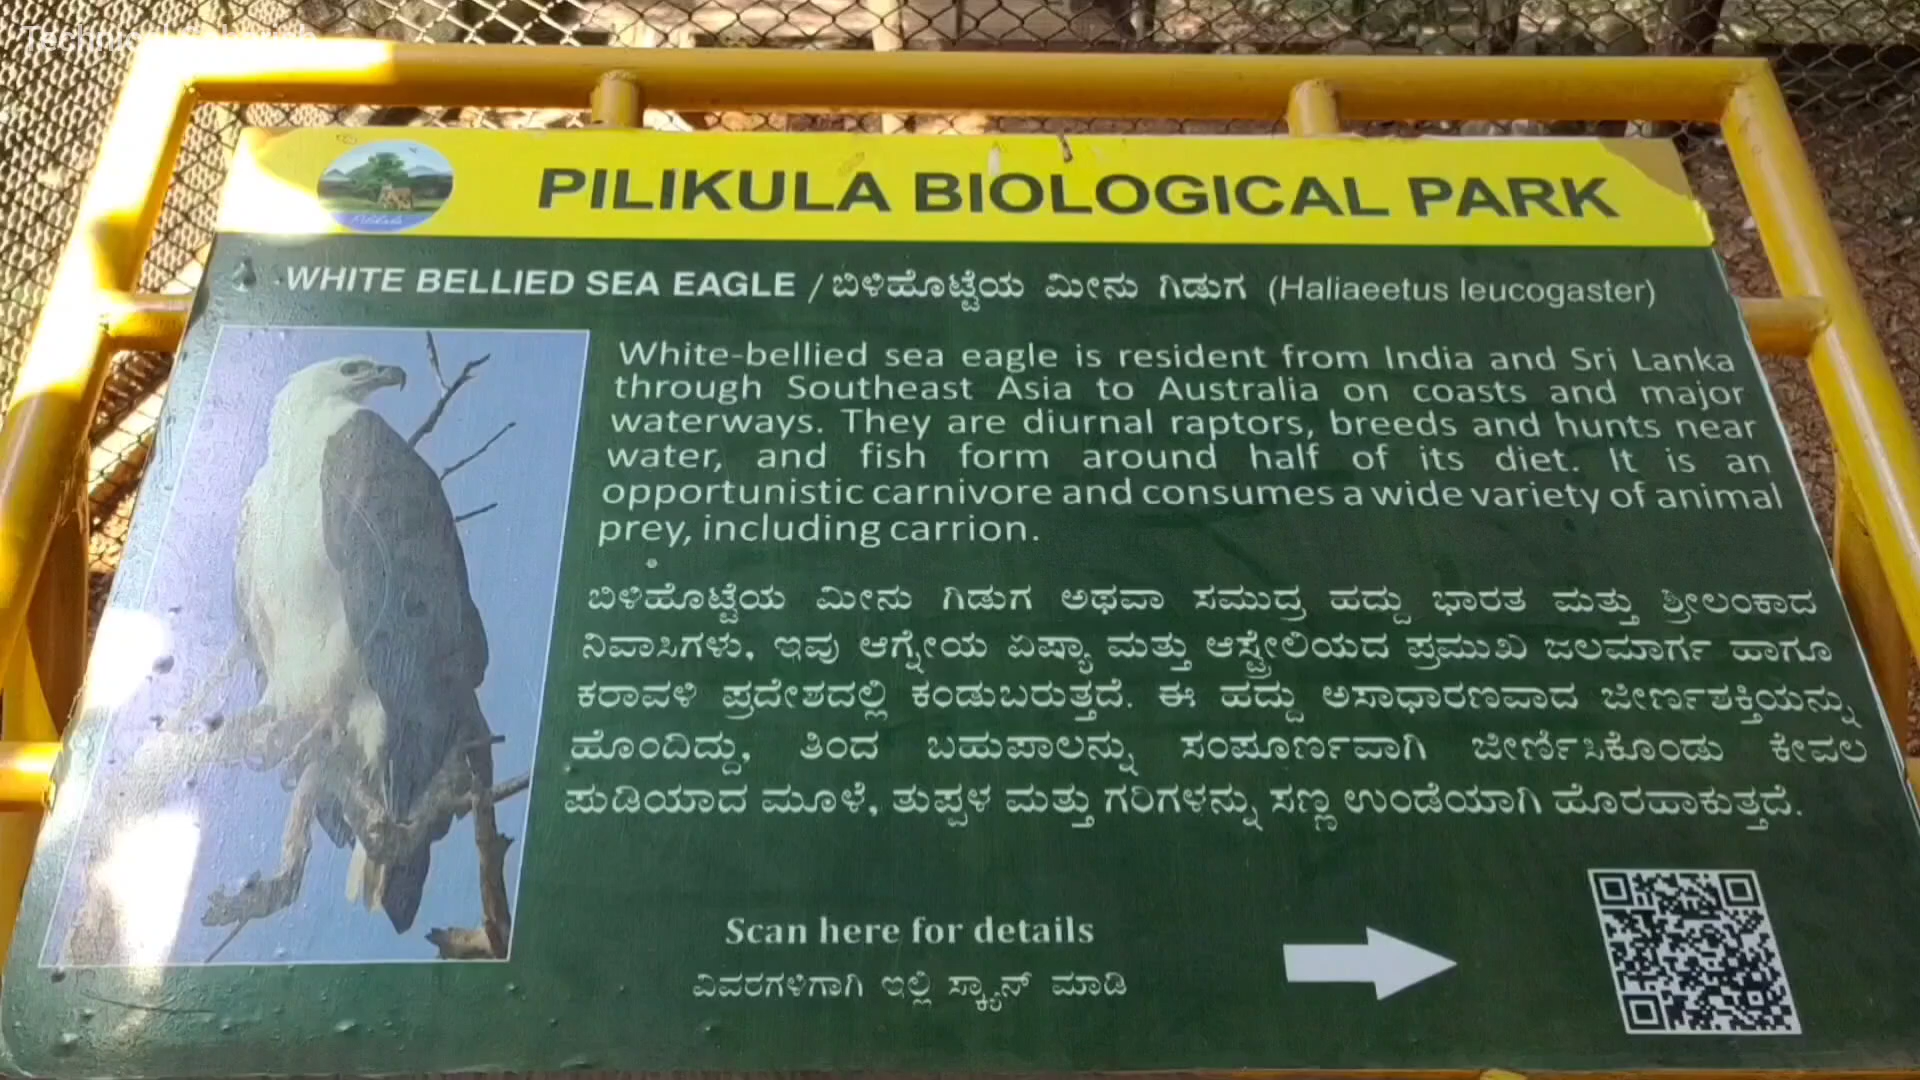 PILIKULA BIOLOGICAL PARK
Pilikula
WHITE BELLIED SEA EAGLE / ಬಿಳಿಹೊಟ್ಟೆಯ ಮೀನು ಗಿಡುಗ (Haliaeetus leucogaster)
White-bellied sea eagle is resident from India and Sri Lanka
through Southeast Asia to Australia on coasts and major
waterways. They are diurnal raptors, breeds and hunts near
water, and fish form around half of its diet. It is an
opportunistic carnivore and consumes a wide variety of animal
prey, including carrion.
ಬಿಳಿಹೊಟ್ಟೆಯ ಮೀನು ಗಿಡುಗ ಅಥವಾ ಸಮುದ್ರ ಹದ್ದು ಭಾರತ ಮತ್ತು ಶ್ರೀಲಂಕಾದ
ನಿವಾಸಿಗಳು, ಇವು ಆಗ್ನೇಯ ಏಷ್ಯಾ ಮತ್ತು ಆಸ್ಟ್ರೇಲಿಯದ ಪ್ರಮುಖ ಜಲಮಾರ್ಗ ಹಾಗೂ
ಕರಾವಳಿ ಪ್ರದೇಶದಲ್ಲಿ ಕಂಡುಬರುತ್ತದೆ. ಈ ಹದ್ದು ಅಸಾಧಾರಣವಾದ ಜೀರ್ಣಶಕ್ತಿಯನ್ನು
ಹೊಂದಿದ್ದು, ತಿಂದ ಬಹುಪಾಲನ್ನು ಸಂಪೂರ್ಣವಾಗಿ ಜೀರ್ಣಿಸಿಕೊಂಡು ಕೇವಲ
ಪುಡಿಯಾದ ಮೂಳೆ, ತುಪ್ಪಳ ಮತ್ತು ಗರಿಗಳನ್ನು ಸಣ್ಣ ಉಂಡೆಯಾಗಿ ಹೊರಹಾಕುತ್ತದೆ.
Scan here for details
ವಿವರಗಳಿಗಾಗಿ ಇಲ್ಲಿ ಸ್ಕ್ಯಾನ್ ಮಾಡಿ